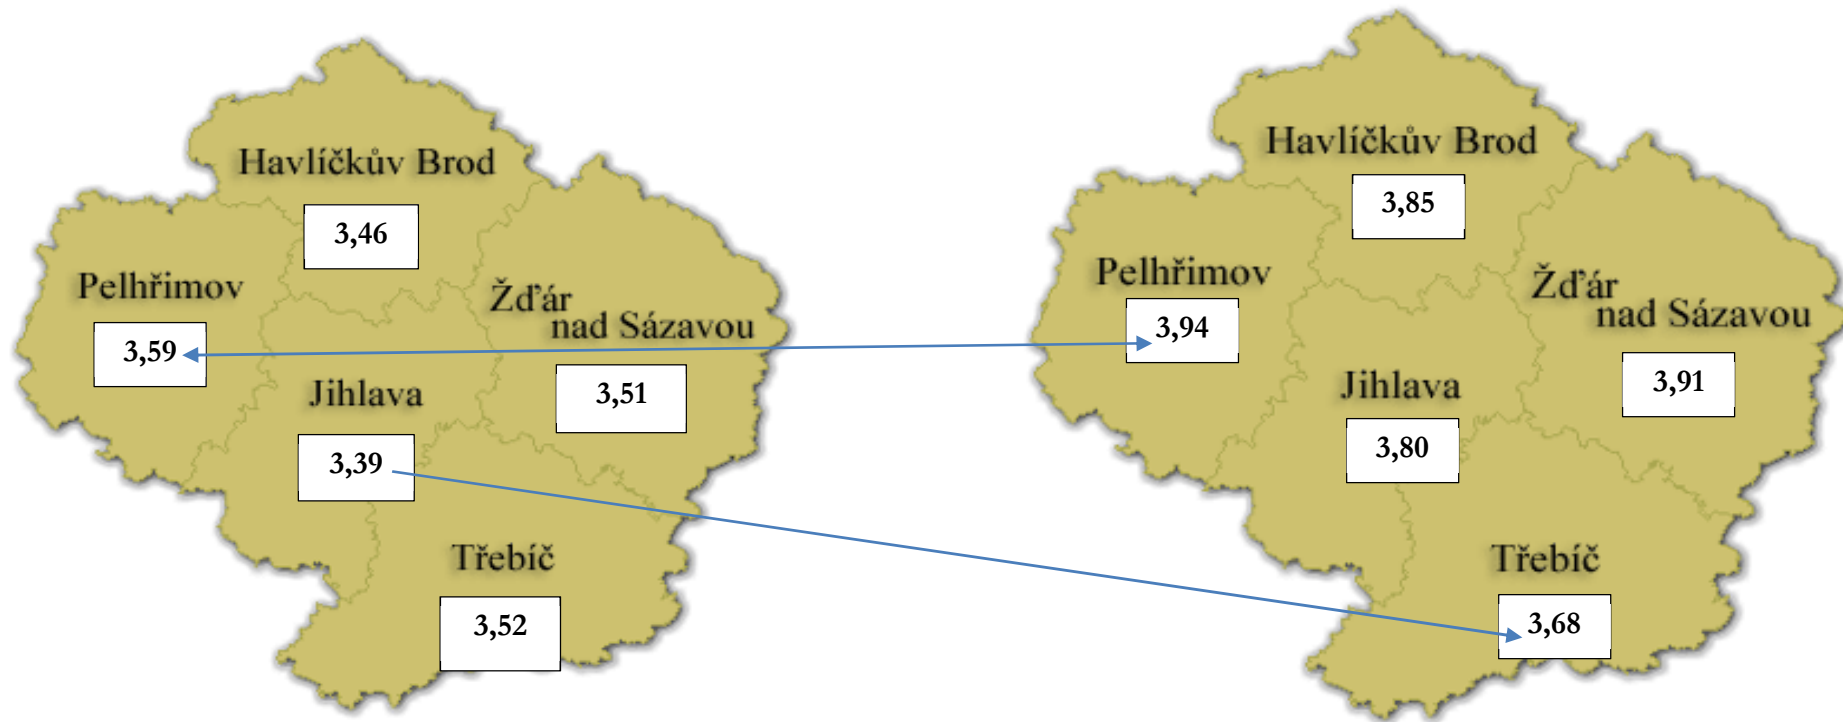 Havlíčkův Brod
3,46
Pelhřimov
3,59
Žďár
nad Sázavou
3,51
Jihlava
3,39
Třebíč
3,52
Havlíčkův Brod
3,85
Pelhřimov
3,94
Žďár
nad Sázavou
3,91
Jihlava
3,80
Třebíč
3,68